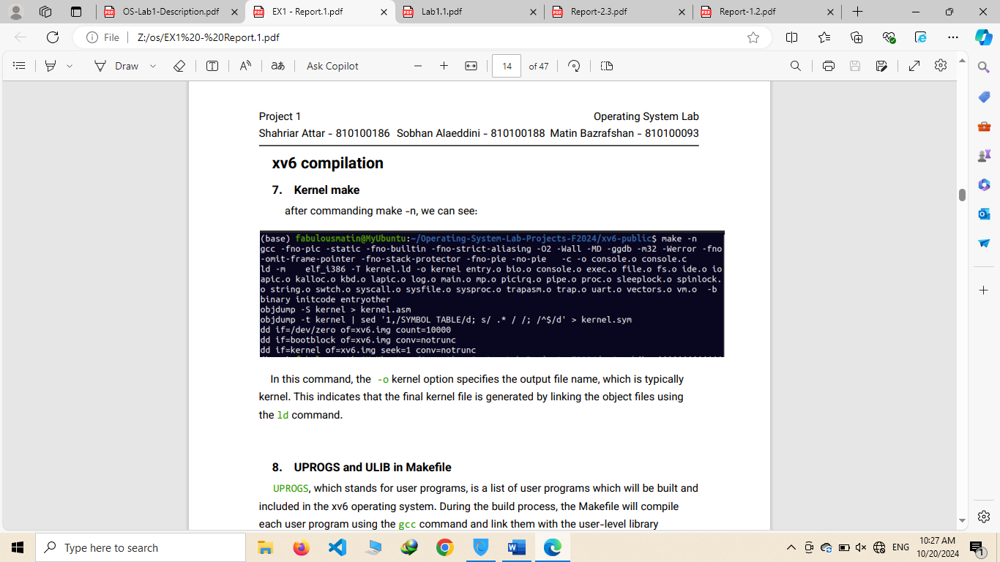 OS-Lab1-Description.pdf
EX1 - Report.1.pdf
Lab1.1.pdf
Report-2.3.pdf
Report-1.2.pdf
File
Z:/os/EX1%20-%20Report.1.pdf
Draw
aあ
Ask Copilot
14
of 47
Project 1
Operating System Lab
Shahriar Attar - 810100186 Sobhan Alaeddini - 810100188 Matin Bazrafshan - 810100093
xv6 compilation
7. Kernel make
after commanding make -n, we can see:
(base) fabulousmatin@MyUbuntu:~/Operating-System-Lab-Projects-F2024/xv6-public$ make -n
gcc -fno-pic -static -fno-builtin -fno-strict-aliasing -O2 -Wall -MD -ggdb -m32 -Werror -fno
-omit-frame-pointer -fno-stack-protector -fno-pie -no-pie -c -o console.o console.c
ld -m elf_i386 -T kernel.ld -o kernel entry.o bio.o console.o exec.o file.o fs.o ide.o io
apic.o kalloc.o kbd.o lapic.o log.o main.o mp.o picirq.o pipe.o proc.o sleeplock.o spinlock.
o string.o swtch.o syscall.o sysfile.o sysproc.o trapasm.o trap.o uart.o vectors.o vm.o -b
binary initcode entryother
objdump -S kernel > kernel.asm
objdump -t kernel | sed '1,/SYMBOL TABLE/d; s/ .* / /; /^$/d' > kernel.sym
dd if=/dev/zero of=xv6.img count=10000
dd if=bootblock of=xv6.img conv=notrunc
dd if=kernel of=xv6.img seek=1 conv=notrunc
In this command, the -o kernel option specifies the output file name, which is typically
kernel. This indicates that the final kernel file is generated by linking the object files using
the ld command.
8. UPROGS and ULIB in Makefile
UPROGS, which stands for user programs, is a list of user programs which will be built and
included in the xv6 operating system. During the build process, the Makefile will compile
each user program using the gcc command and link them with the user-level library
Type here to search
ENG
10:27 AM
10/20/2024
1